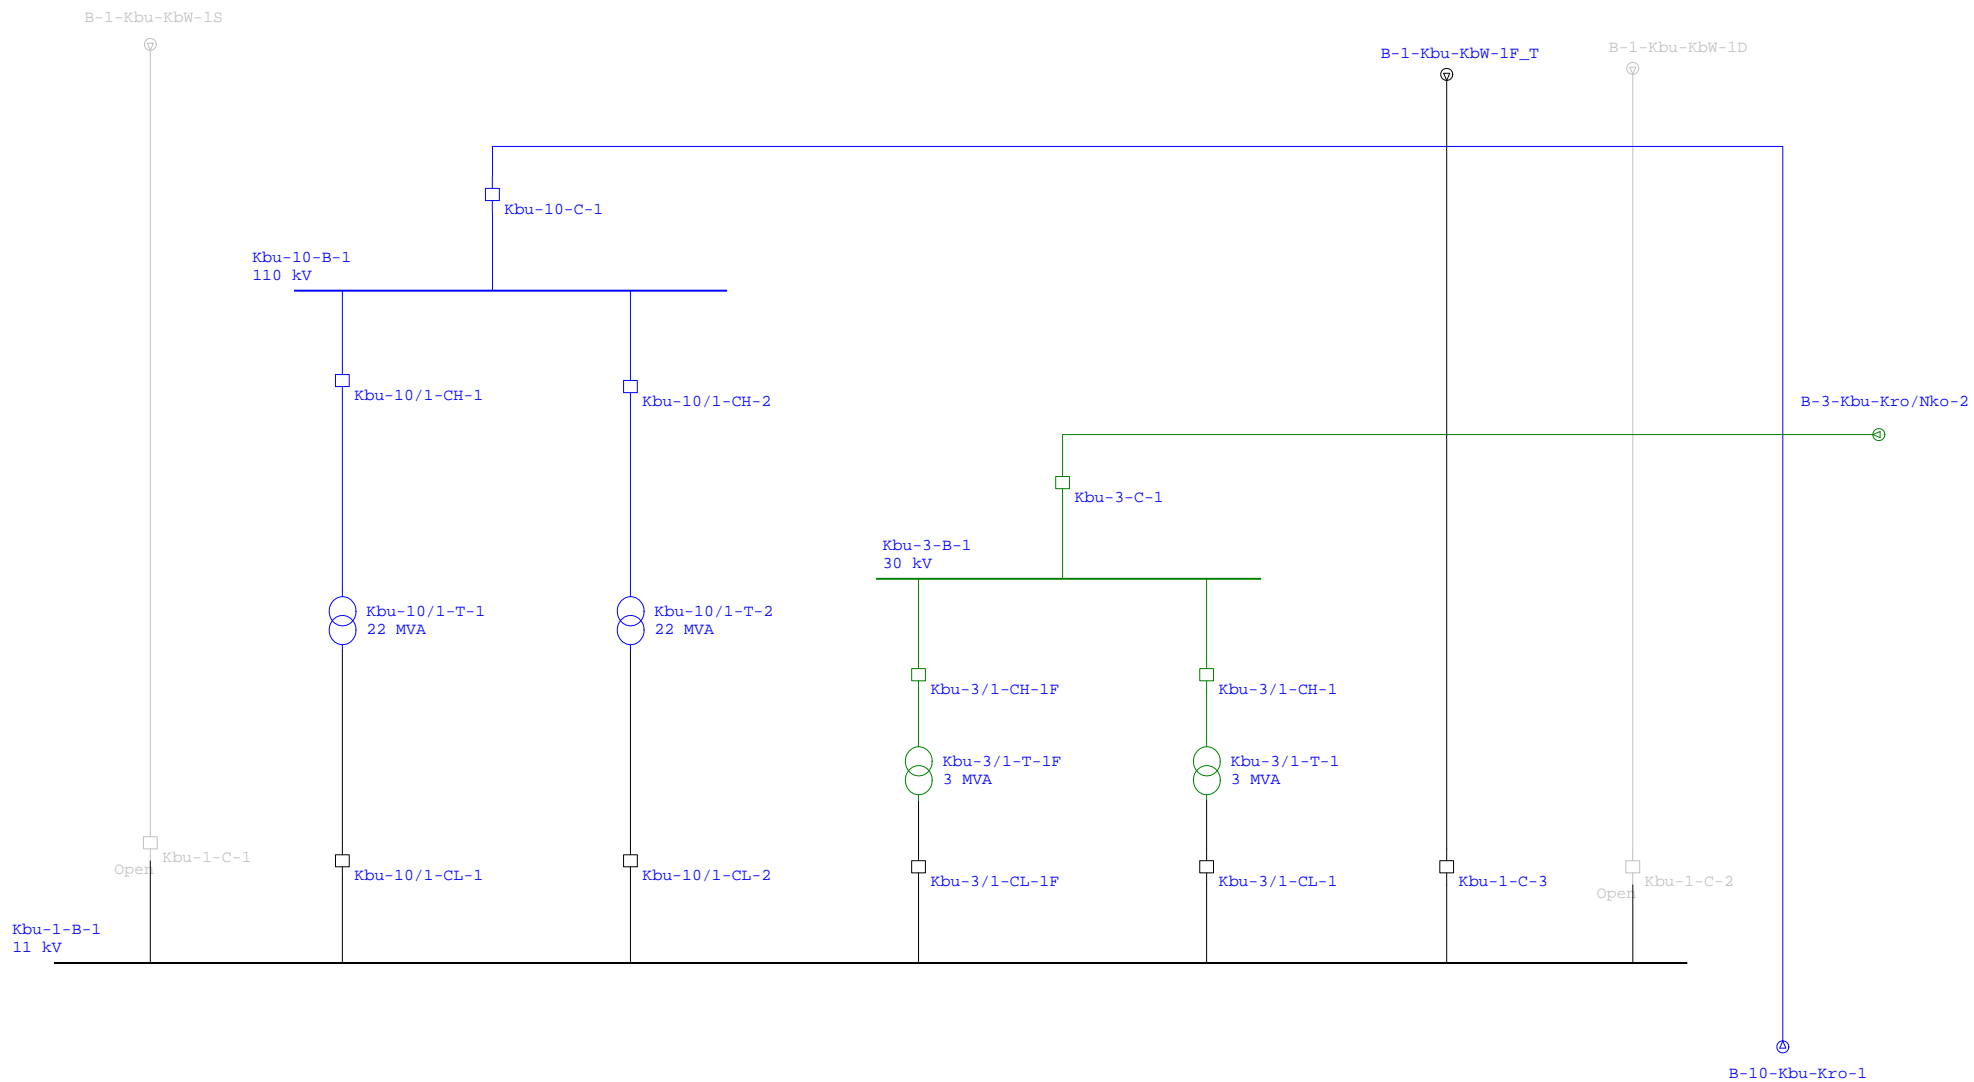 B-1-Kbu-KbW-1S
B-1-Kbu-KbW-1F_T
B-1-Kbu-KbW-1D
Kbu-10-C-1
Kbu-10-B-1
110 kV
Kbu-10/1-CH-1
Kbu-10/1-CH-2
B-3-Kbu-Kro/Nko-2
Kbu-3-C-1
Kbu-3-B-1
30 kV
Kbu-10/1-T-1
22 MVA
Kbu-10/1-T-2
22 MVA
Kbu-3/1-CH-1F
Kbu-3/1-CH-1
Kbu-3/1-T-1F
3 MVA
Kbu-3/1-T-1
3 MVA
Kbu-1-C-1
Open
Kbu-10/1-CL-1
Kbu-10/1-CL-2
Kbu-3/1-CL-1F
Kbu-3/1-CL-1
Kbu-1-C-3
Kbu-1-C-2
Open
Kbu-1-B-1
11 kV
B-10-Kbu-Kro-1